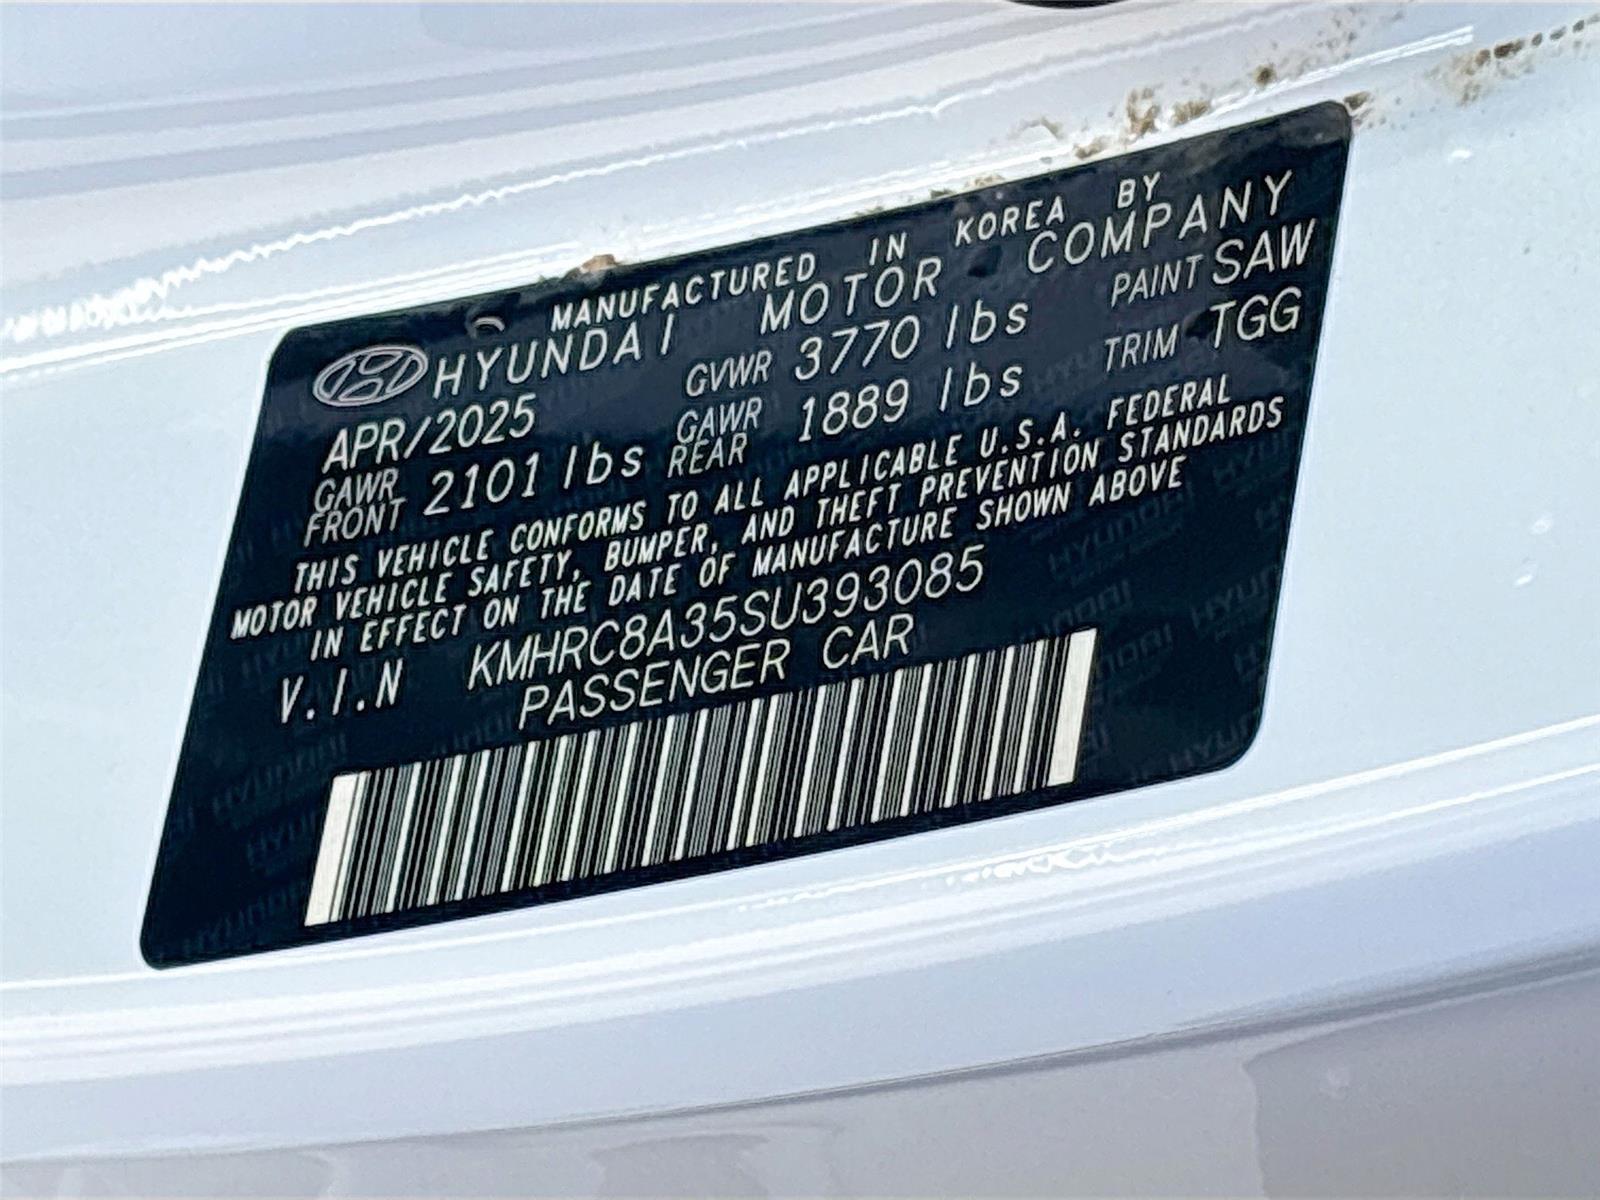 MANUFACTURED IN KOREA BY
HYUNDAI MOTOR COMPANY
APR/2025 GVWR 3770 lbs PAINT SAW
GAWR FRONT 2101 lbs GAWR REAR 1889 lbs TRIM TGG
THIS VEHICLE CONFORMS TO ALL APPLICABLE U.S.A. FEDERAL
MOTOR VEHICLE SAFETY, BUMPER, AND THEFT PREVENTION STANDARDS
IN EFFECT ON THE DATE OF MANUFACTURE SHOWN ABOVE
V.I.N KMHRC8A35SU393085
PASSENGER CAR